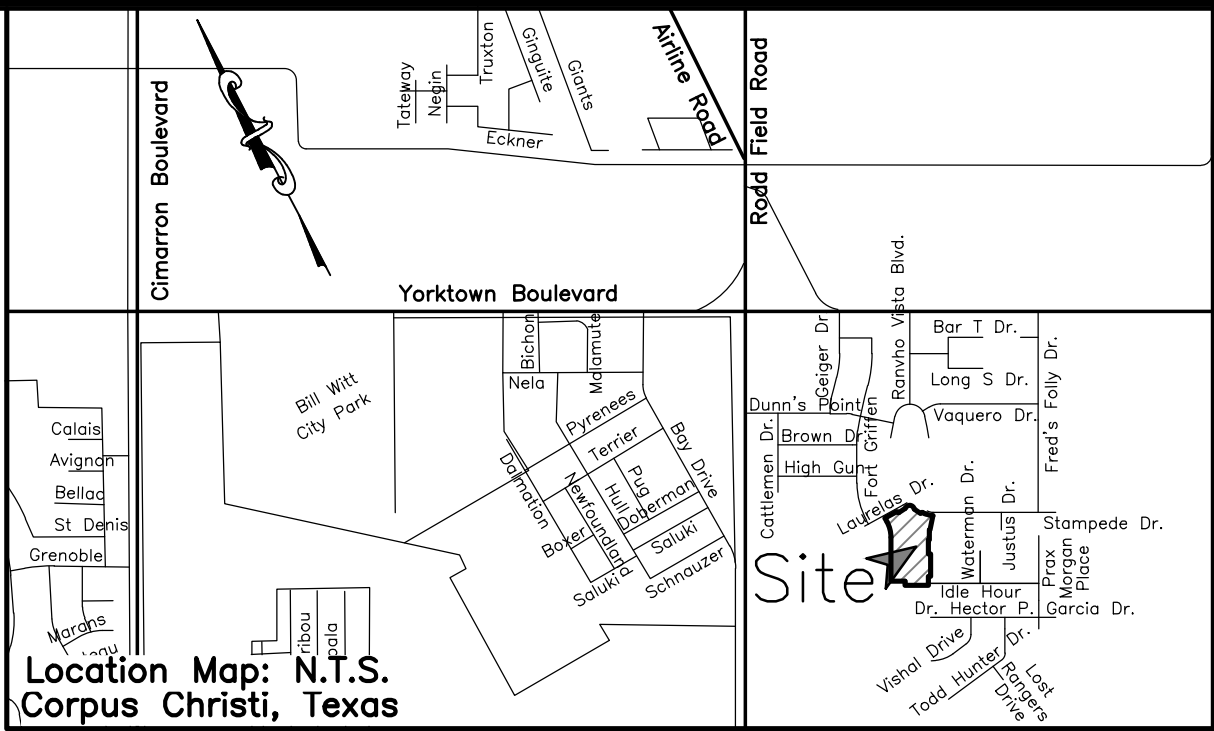 Cimarron Boulevard
Tateway
Negin
Truxton
Ginguite
Giants
Eckner
Airline Road
Rodd Field Road
Yorktown Boulevard
Bill Witt
City Park
Bichon
Malamute
Nela
Pyrenees
Terrier
Bay Drive
Dalmation
Newfoundland
Hull
Pug
Doberman
Boxer
Saluki
Saluki
Schnauzer
Calais
Avignon
Bellac
St Denis
Grenoble
Marans
Geiger Dr.
Ranvho Vista Blvd.
Bar T Dr.
Long S Dr.
Fred's Folly Dr.
Dunn's Point
Vaquero Dr.
Cattlemen Dr.
Brown Dr.
High Gun
Fort Griffen
Laurelas Dr.
Waterman Dr.
Justus Dr.
Stampede Dr.
Site
Prax
Morgan
Place
Idle Hour
Dr. Hector P. Garcia Dr.
Vishal Drive
Todd Hunter Dr.
Lost
Rangers
Drive
Location Map: N.T.S.
Corpus Christi, Texas